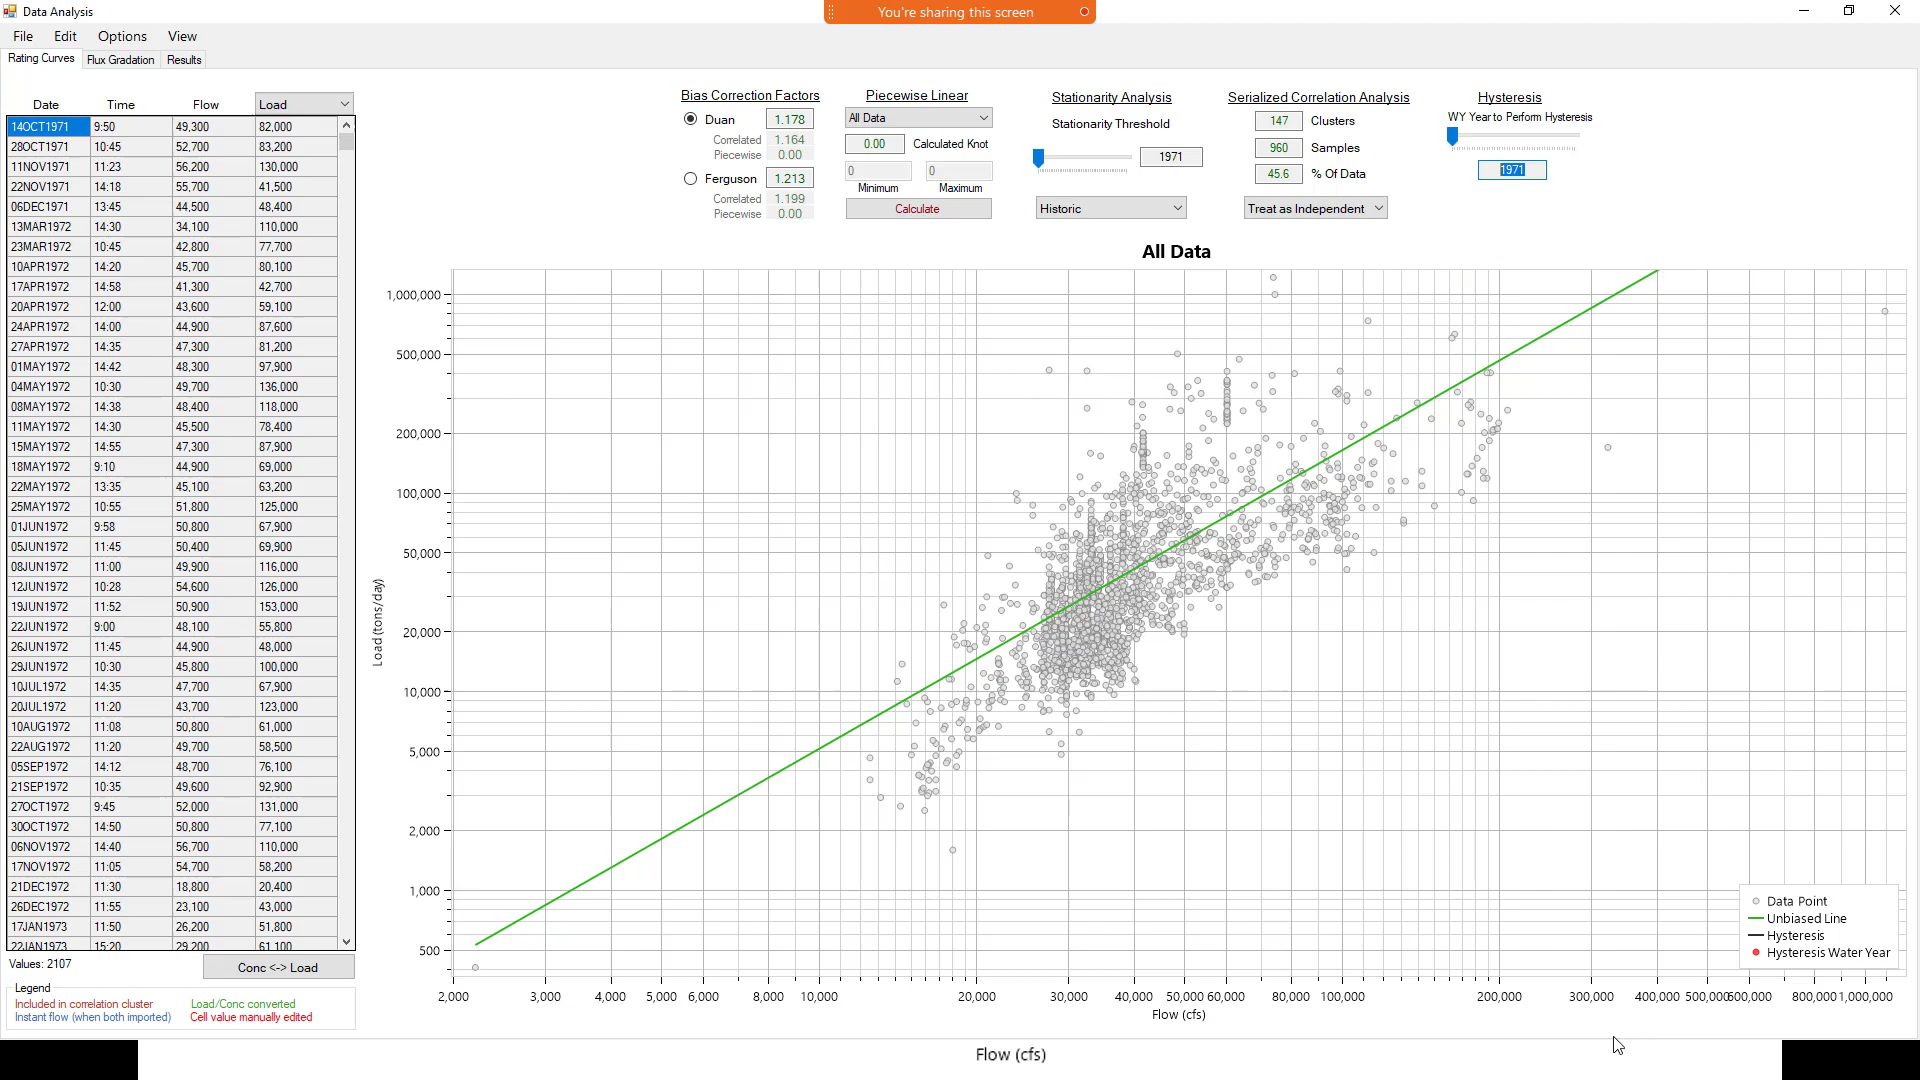 Data Analysis
You're sharing this screen
File Edit Options View
Rating Curves Flux Gradation Results
Date Time Flow Load
14OCT1971 9:50 49,300 82,000
28OCT1971 10:45 52,700 83,200
11NOV1971 11:23 56,200 130,000
22NOV1971 14:18 55,700 41,500
06DEC1971 13:45 44,500 48,400
13MAR1972 14:30 34,100 110,000
23MAR1972 10:45 42,800 77,700
10APR1972 14:20 45,700 80,100
17APR1972 14:58 41,300 42,700
20APR1972 12:00 43,600 59,100
24APR1972 14:00 44,900 87,600
27APR1972 14:35 47,300 81,200
01MAY1972 14:42 48,300 97,900
04MAY1972 10:30 49,700 136,000
08MAY1972 14:38 48,400 118,000
11MAY1972 14:30 45,500 78,400
15MAY1972 14:55 47,300 87,900
18MAY1972 9:10 44,900 69,000
22MAY1972 13:35 45,100 63,200
25MAY1972 10:55 51,800 125,000
01JUN1972 9:58 50,800 67,900
05JUN1972 11:45 50,400 69,900
08JUN1972 11:00 49,900 116,000
12JUN1972 10:28 54,600 126,000
19JUN1972 11:52 50,900 153,000
22JUN1972 9:00 48,100 55,800
26JUN1972 11:45 44,900 48,000
29JUN1972 10:30 45,800 100,000
10JUL1972 14:35 47,700 67,900
20JUL1972 11:20 43,700 123,000
10AUG1972 11:08 50,800 61,000
22AUG1972 11:20 49,700 58,500
05SEP1972 14:12 48,700 76,100
21SEP1972 10:35 49,600 92,900
27OCT1972 9:45 52,000 131,000
30OCT1972 14:50 50,800 77,100
06NOV1972 14:40 56,700 110,000
17NOV1972 11:05 54,700 58,200
21DEC1972 11:30 18,800 20,400
26DEC1972 11:55 23,100 43,000
17JAN1973 11:50 26,200 51,800
22JAN1973 15:20 29,200 61,100
Values: 2107
Conc <-> Load
Legend
Included in correlation cluster Load/Conc converted
Instant flow (when both imported) Cell value manually edited
Bias Correction Factors
Duan 1.178
Correlated 1.164
Piecewise 0.00
Ferguson 1.213
Correlated 1.199
Piecewise 0.00
Piecewise Linear
All Data
0.00 Calculated Knot
0 0
Minimum Maximum
Calculate
Stationarity Analysis
Stationarity Threshold
1971
Historic
Serialized Correlation Analysis
147 Clusters
960 Samples
45.6 % Of Data
Treat as Independent
Hysteresis
WY Year to Perform Hysteresis
1971
All Data
Load (tons/day)
1,000,000
500,000
200,000
100,000
50,000
20,000
10,000
5,000
2,000
1,000
500
2,000 3,000 4,000 5,000 6,000 8,000 10,000 20,000 30,000 40,000 50,000 60,000 80,000 100,000 200,000 300,000 400,000 500,000 600,000 800,000 1,000,000
Flow (cfs)
Data Point
Unbiased Line
Hysteresis
Hysteresis Water Year
Flow (cfs)